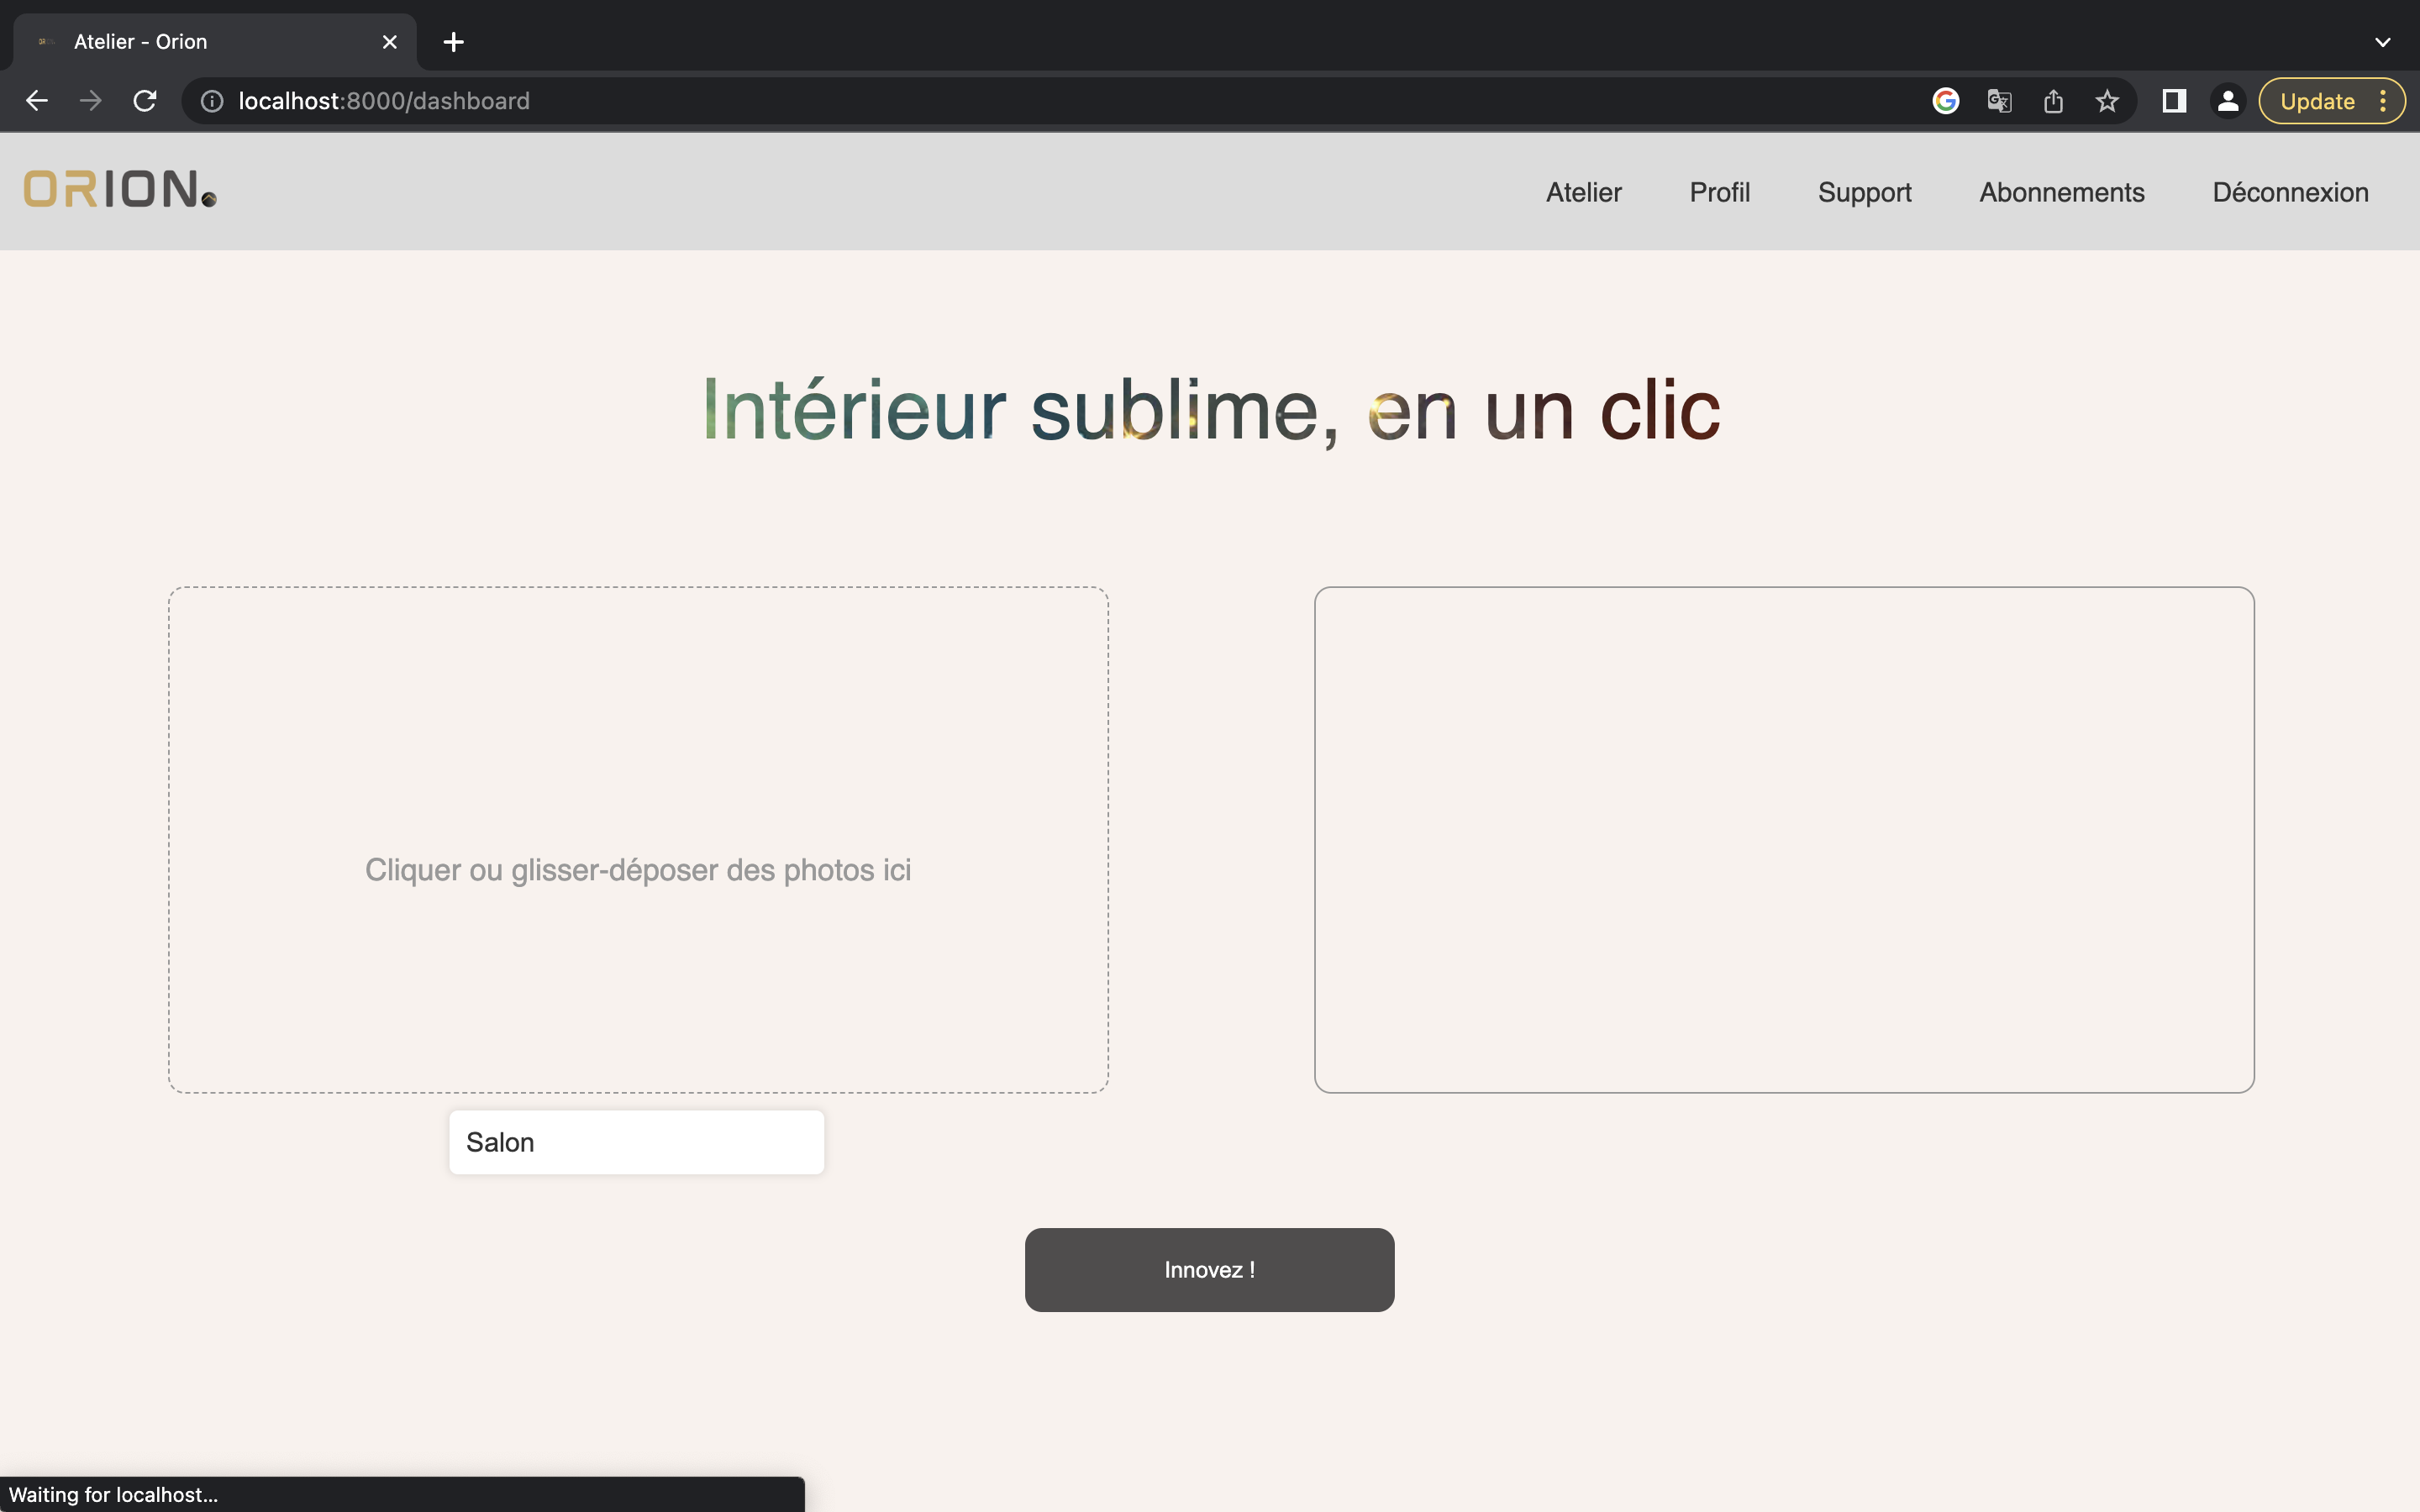 Atelier - Orion
localhost:8000/dashboard
Update
ORION.
Atelier
Profil
Support
Abonnements
Déconnexion
Intérieur sublime, en un clic
Cliquer ou glisser-déposer des photos ici
Salon
Innovez !
Waiting for localhost...